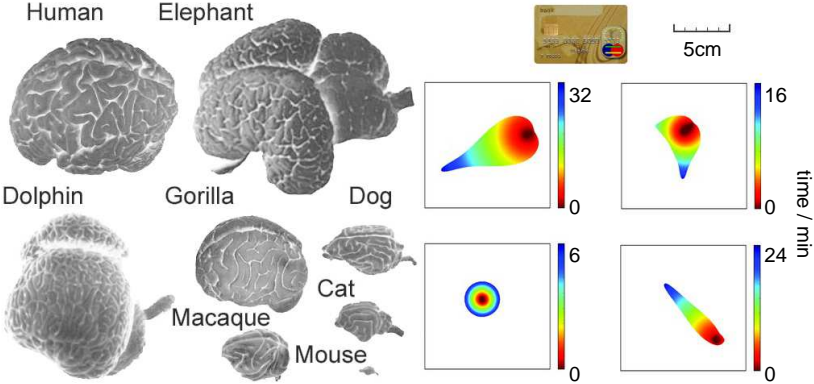 Human
Elephant
5cm
32
0
16
0
Dolphin
Gorilla
Dog
Cat
Macaque
Mouse
6
0
24
0
time / min